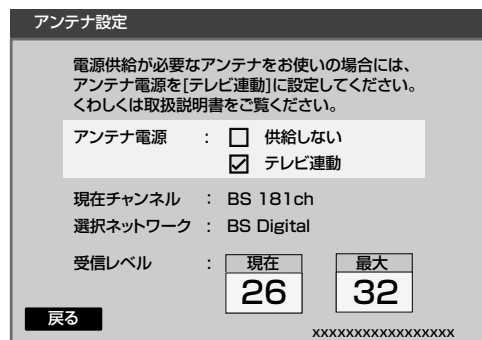 アンテナ設定
電源供給が必要なアンテナをお使いの場合には、
アンテナ電源を[テレビ連動]に設定してください。
くわしくは取扱説明書をご覧ください。
アンテナ電源 : 供給しない
テレビ連動
現在チャンネル : BS 181ch
選択ネットワーク : BS Digital
受信レベル : 現在 最大
26 32
戻る
xxxxxxxxxxxxxxxxx